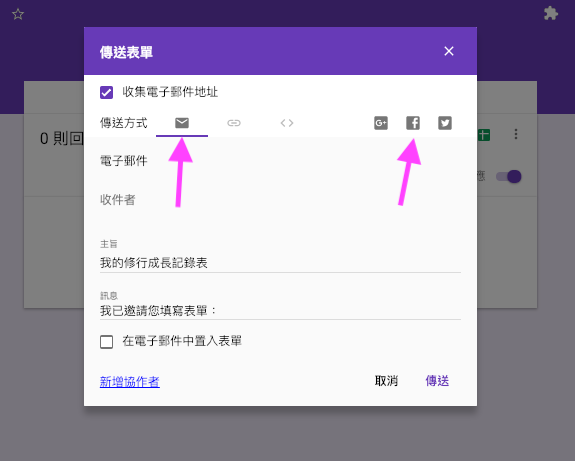 傳送表單
收集電子郵件地址
傳送方式
0 則回
電子郵件
應
收件者
主旨
我的修行成長記錄表
訊息
我已邀請您填寫表單：
在電子郵件中置入表單
新增協作者
取消
傳送